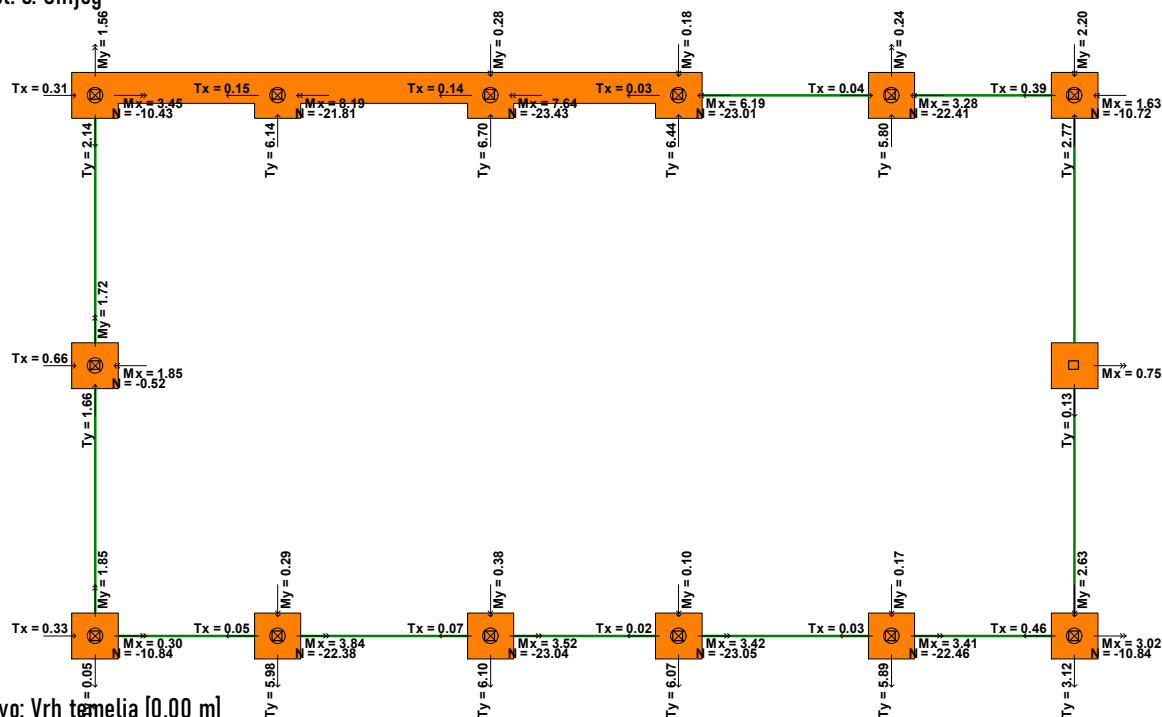 My = 1.56
My = 0.28
My = 0.18
My = 0.24
My = 2.20
Tx = 0.31
Mx = 3.45
N = -10.43
Tx = 0.15
Mx = 8.19
N = -21.81
Tx = 0.14
Mx = 7.64
N = -23.43
Tx = 0.03
Mx = 6.19
N = -23.01
Tx = 0.04
Mx = 3.28
N = -22.41
Tx = 0.39
Mx = 1.63
N = -10.72
Ty = 2.14
Ty = 6.14
Ty = 6.70
Ty = 6.44
Ty = 5.80
Ty = 2.77
My = 1.72
Tx = 0.66
Mx = 1.85
N = -0.52
Mx = 0.75
Ty = 1.66
Ty = 0.13
My = 1.85
My = 0.29
My = 0.38
My = 0.10
My = 0.17
My = 2.63
Tx = 0.33
Mx = 0.30
N = -10.84
Tx = 0.05
Mx = 3.84
N = -22.38
Tx = 0.07
Mx = 3.52
N = -23.04
Tx = 0.02
Mx = 3.42
N = -23.05
Tx = 0.03
Mx = 3.41
N = -22.46
Tx = 0.46
Mx = 3.02
N = -10.84
Ty = 0.05
Ty = 5.98
Ty = 6.10
Ty = 6.07
Ty = 5.89
Ty = 3.12
vo: Vrh temelja [0.00 m]